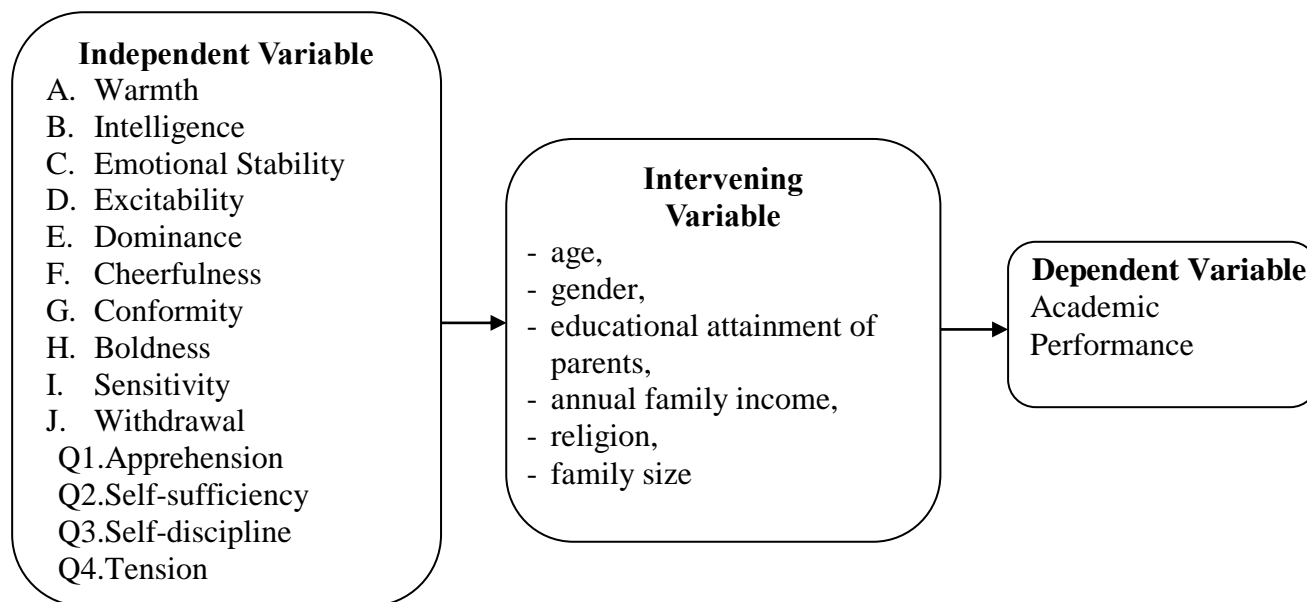 Independent Variable
A. Warmth
B. Intelligence
C. Emotional Stability
D. Excitability
E. Dominance
F. Cheerfulness
G. Conformity
H. Boldness
I. Sensitivity
J. Withdrawal
Q1.Apprehension
Q2.Self-sufficiency
Q3.Self-discipline
Q4.Tension
Intervening
Variable
- age,
- gender,
- educational attainment of
parents,
- annual family income,
- religion,
- family size
Dependent Variable
Academic
Performance